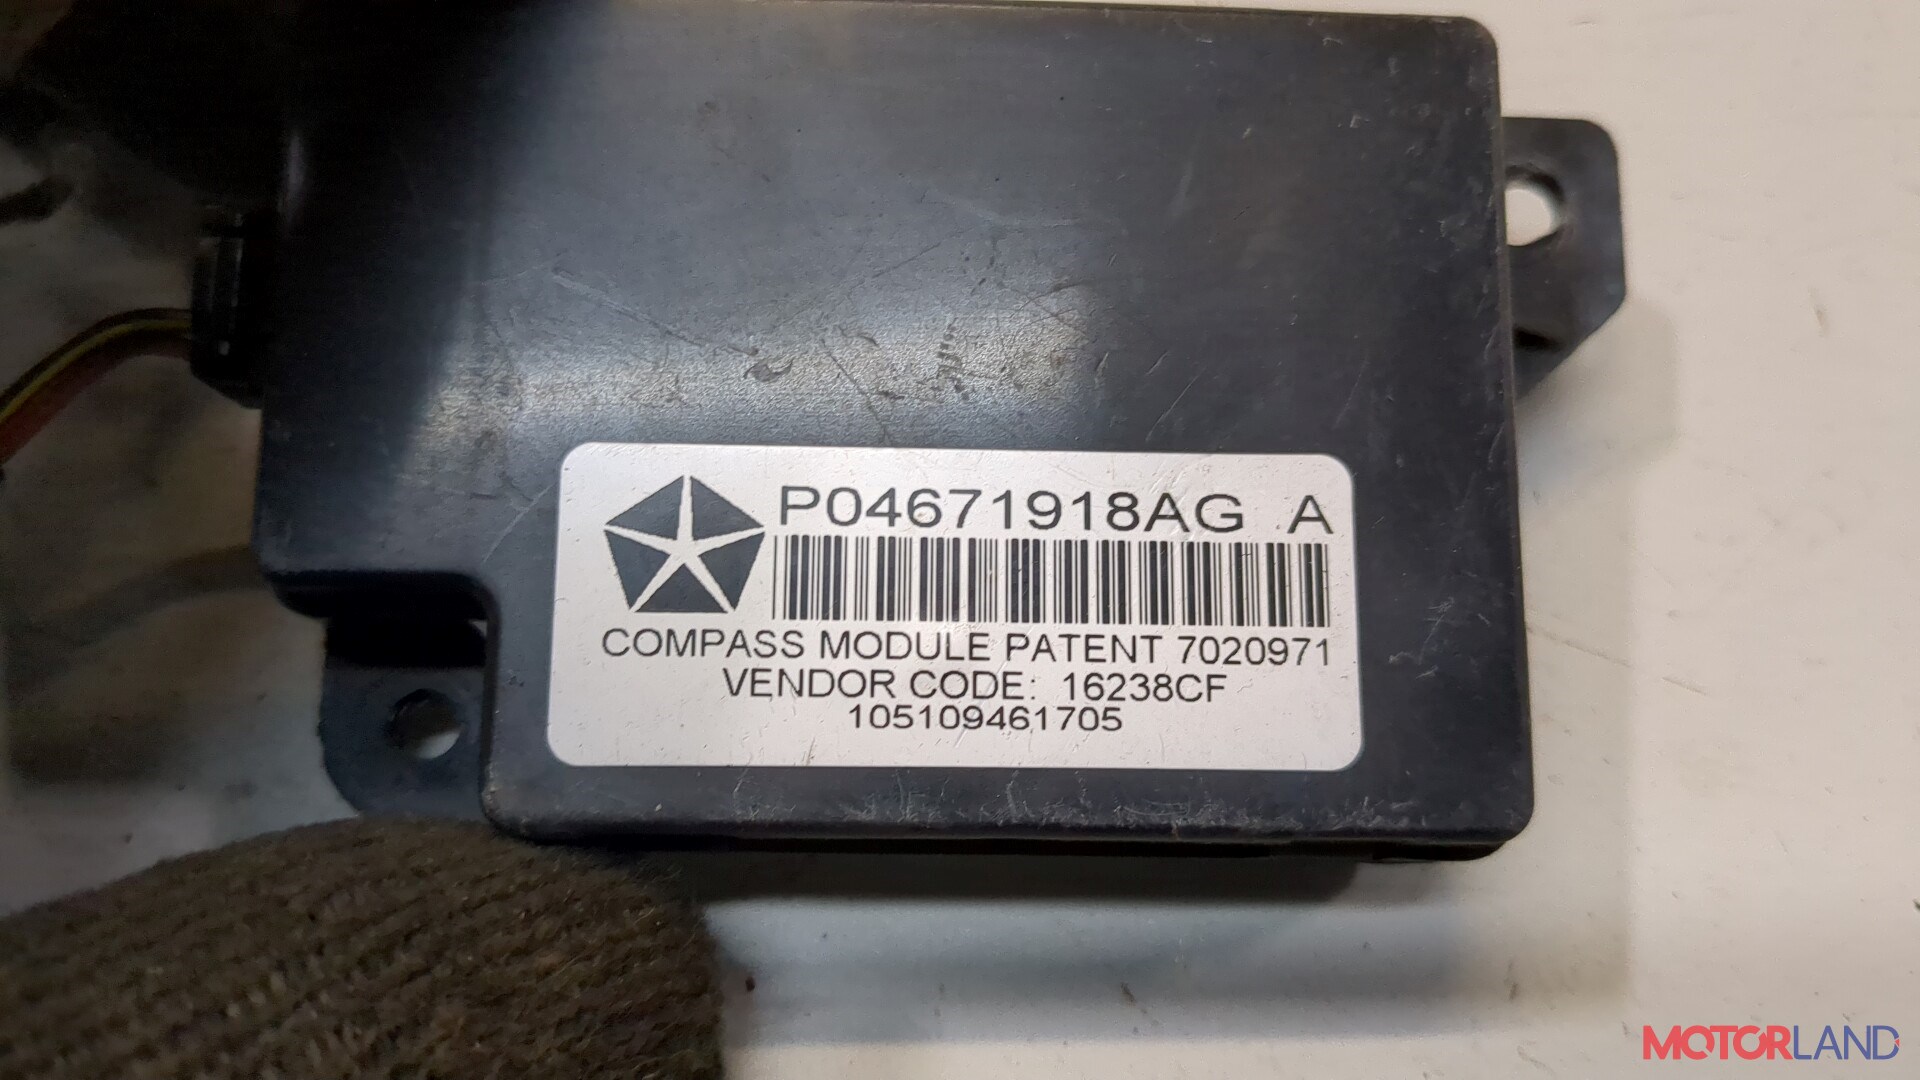 P04671918AG A
COMPASS MODULE PATENT 7020971
VENDOR CODE: 16238CF
105109461705
MOTORLAND